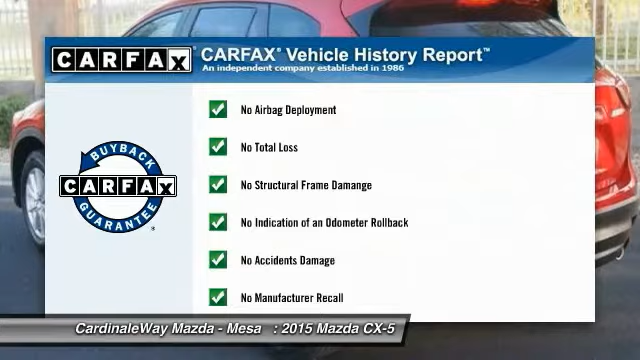 CARFAX
CARFAX® Vehicle History Report™
An independent company established in 1986
No Airbag Deployment
No Total Loss
No Structural Frame Damange
No Indication of an Odometer Rollback
No Accidents Damage
No Manufacturer Recall
BUYBACK
CARFAX
GUARANTEE
*
CardinaleWay Mazda - Mesa : 2015 Mazda CX-5